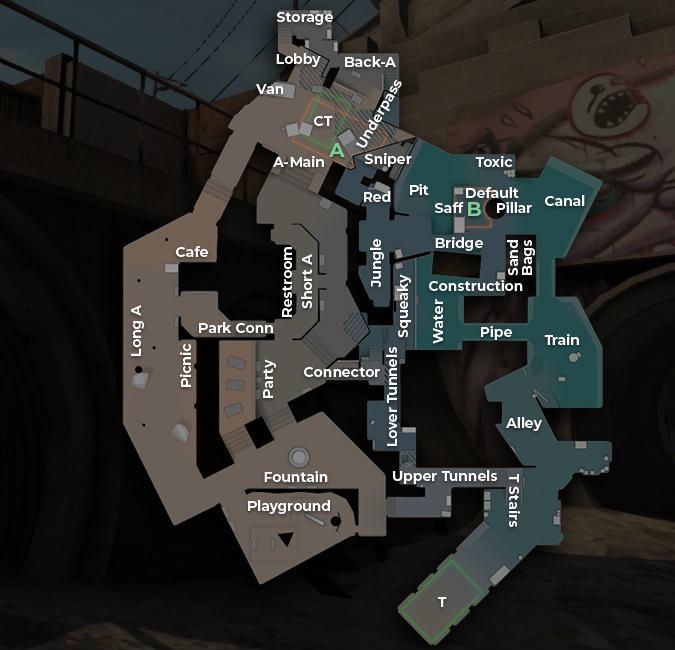 Storage
Lobby
Back-A
Van
Underpass
CT
A
A-Main
Sniper
Toxic
Red
Pit
Default
Canal
Saff
B
Pillar
Bridge
Cafe
Jungle
Sand
Bags
Restroom
Short A
Construction
Squeaky
Water
Long A
Park Conn
Pipe
Train
Picnic
Party
Connector
Lover Tunnels
Alley
Fountain
Upper Tunnels
T Stairs
Playground
T